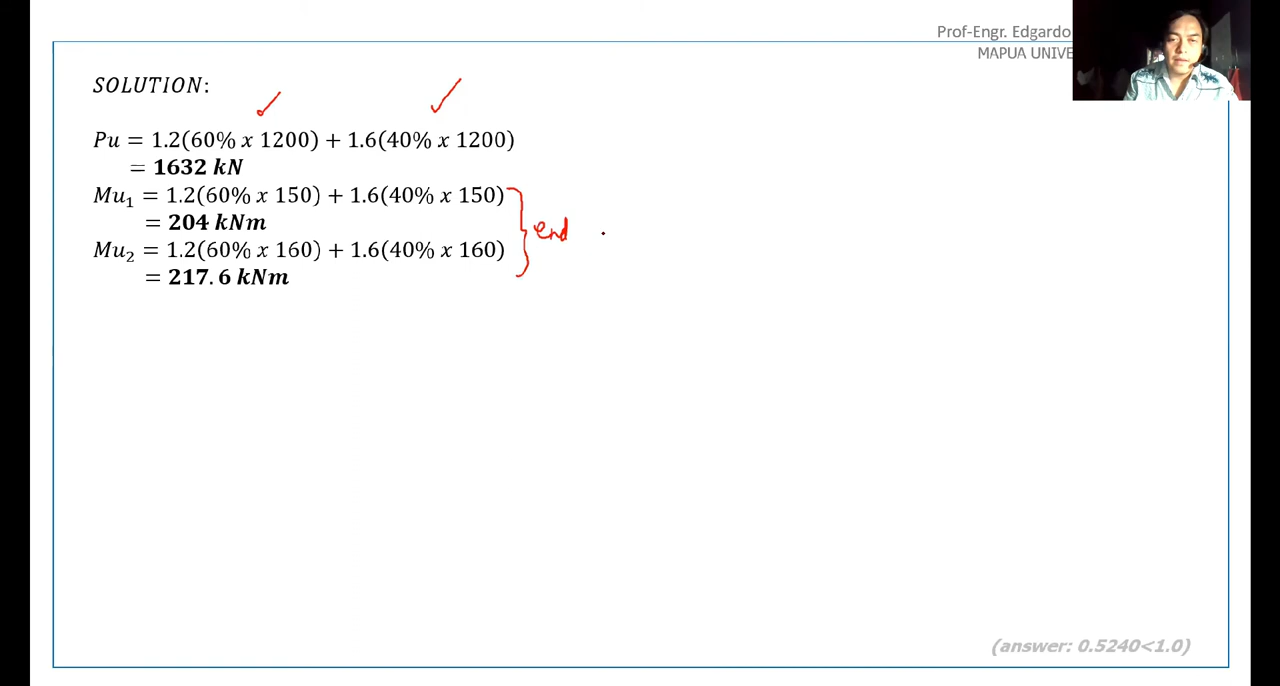 Prof-Engr. Edgardo
MAPUA UNIVE
SOLUTION:
Pu = 1.2(60% x 1200) + 1.6(40% x 1200)
= 1632 kN
Mu₁ = 1.2(60% x 150) + 1.6(40% x 150)
= 204 kNm
end
Mu₂ = 1.2(60% x 160) + 1.6(40% x 160)
= 217.6 kNm
(answer: 0.5240<1.0)